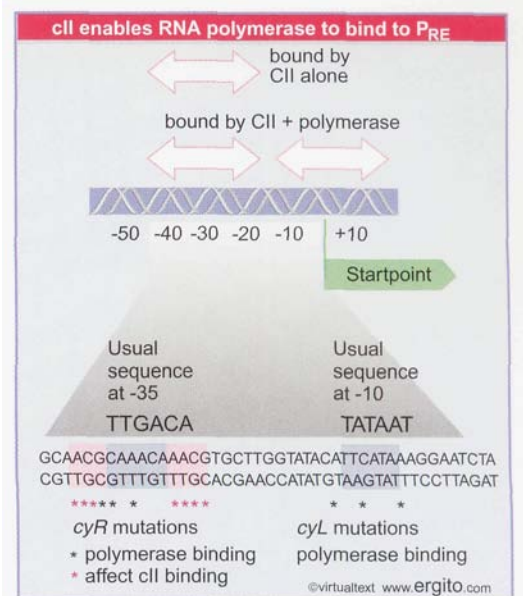 cII enables RNA polymerase to bind to PRE
bound by
CII alone
bound by CII + polymerase
-50 -40 -30 -20 -10 +10
Startpoint
Usual
sequence
at -35
TTGACA
Usual
sequence
at -10
TATAAT
GCAACGCAAACAAACGTGCTTGGTATACATTCATAAAGGAATCTA
CGTTGCGTTTGTTTGCACGAACCATATGTAAGTATTTCCTTAGAT
***** * **** * * *
cyR mutations
* polymerase binding
* affect cII binding
cyL mutations
polymerase binding
©virtualtext www.ergito.com